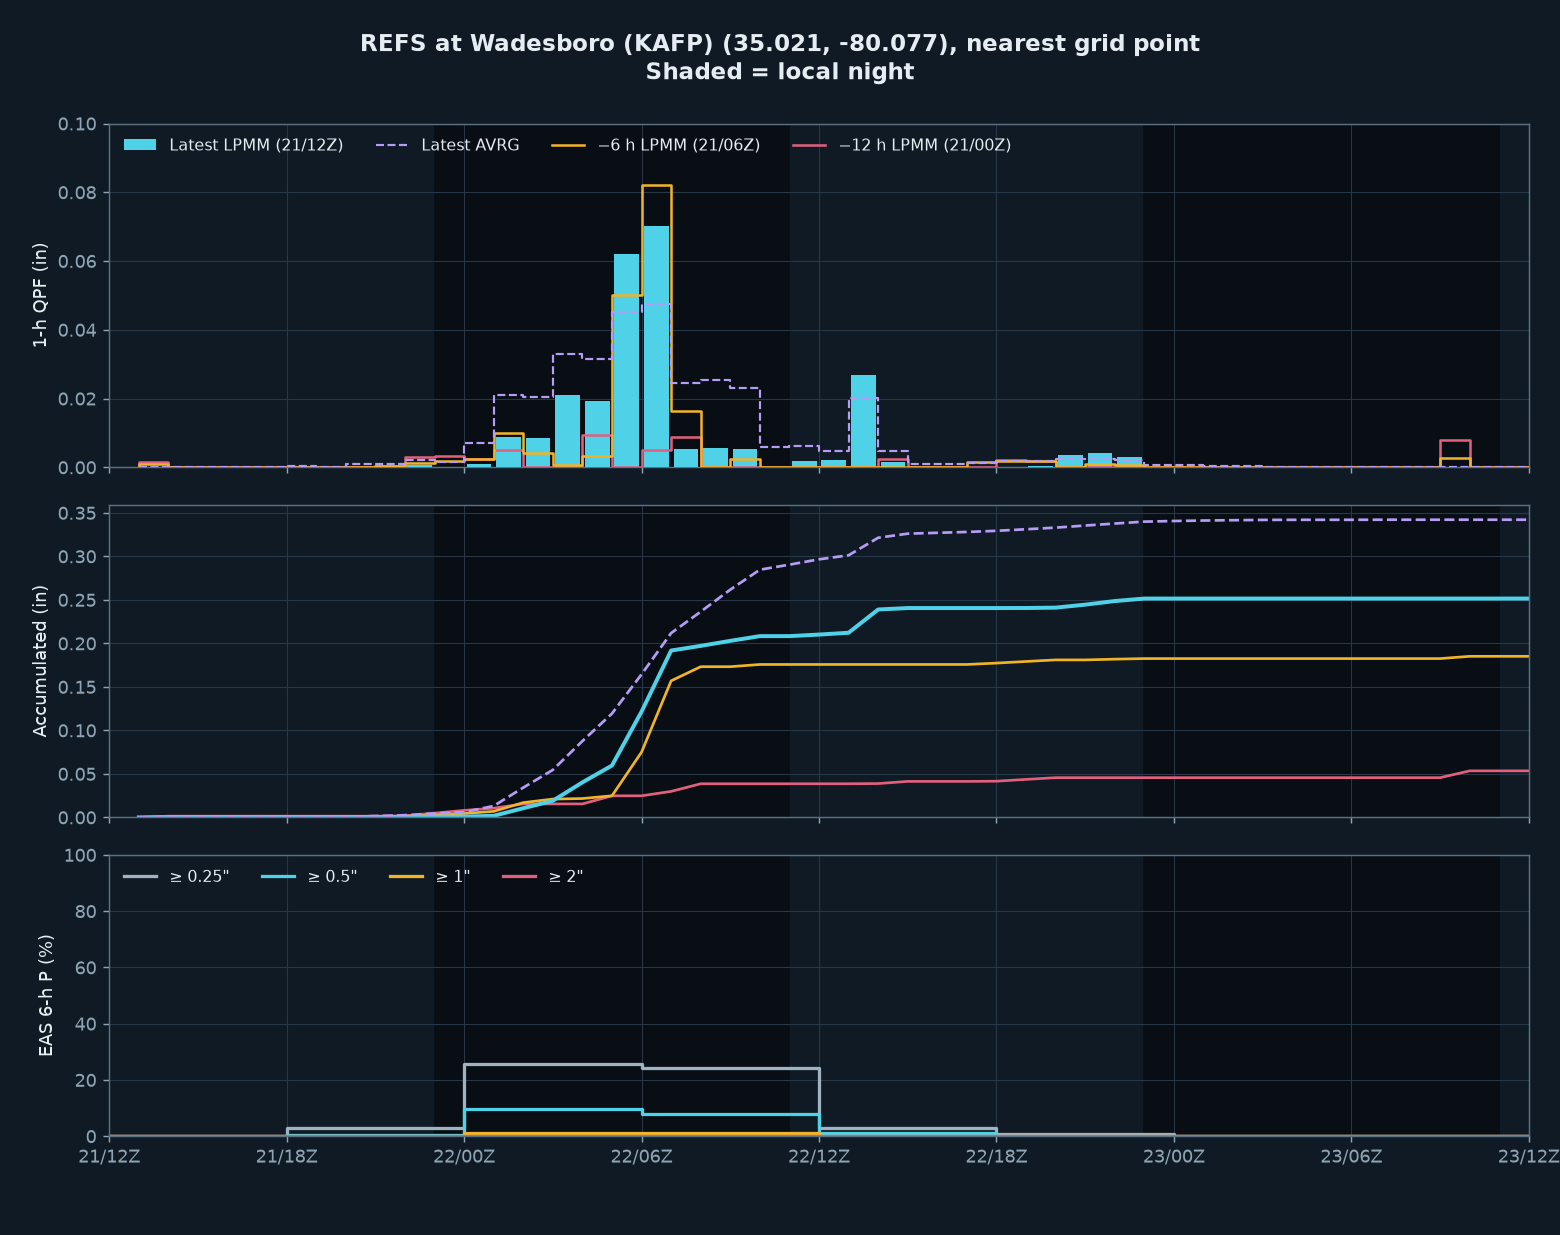 REFS at Wadesboro (KAFP) (35.021, -80.077), nearest grid point
Shaded = local night
Latest LPMM (21/12Z) Latest AVRG −6 h LPMM (21/06Z) −12 h LPMM (21/00Z)
1-h QPF (in)
0.10
0.08
0.06
0.04
0.02
0.00
Accumulated (in)
0.35
0.30
0.25
0.20
0.15
0.10
0.05
0.00
≥ 0.25" ≥ 0.5" ≥ 1" ≥ 2"
EAS 6-h P (%)
100
80
60
40
20
0
21/12Z 21/18Z 22/00Z 22/06Z 22/12Z 22/18Z 23/00Z 23/06Z 23/12Z